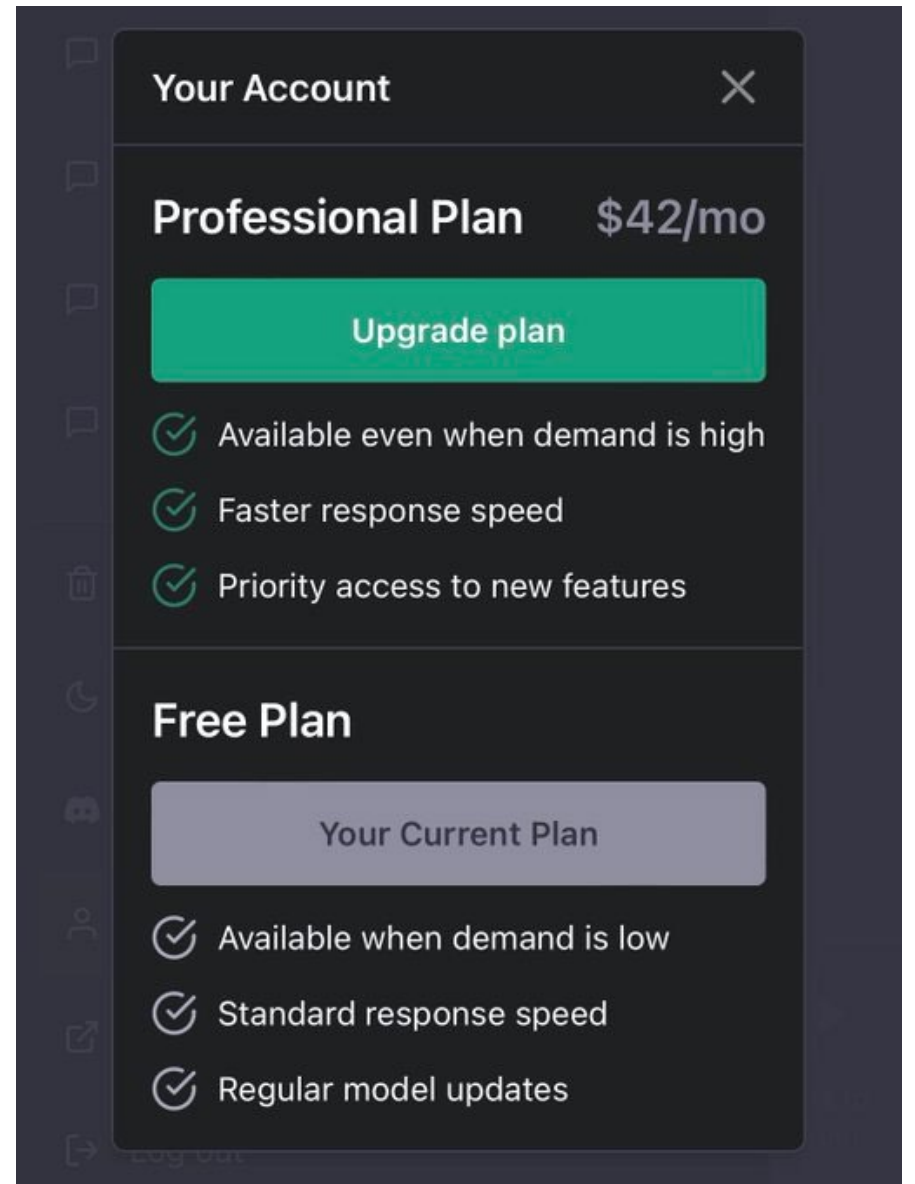 Your Account
Professional Plan $42/mo
Upgrade plan
Available even when demand is high
Faster response speed
Priority access to new features
Free Plan
Your Current Plan
Available when demand is low
Standard response speed
Regular model updates
Log out